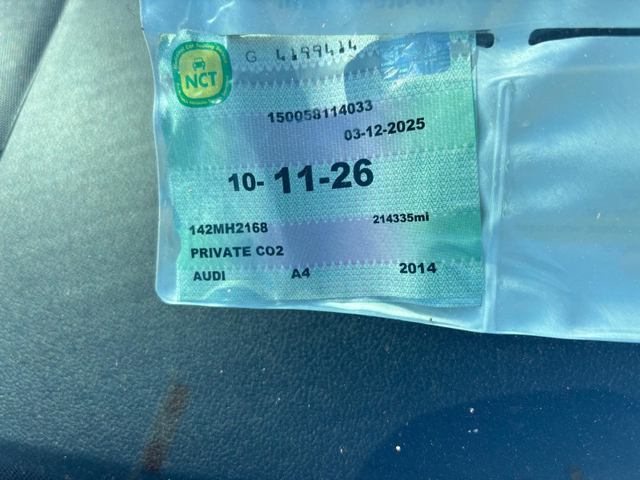 NCT
G 4199414
150058114033
03-12-2025
10-11-26
142MH2168 214335mi
PRIVATE CO2
AUDI A4 2014